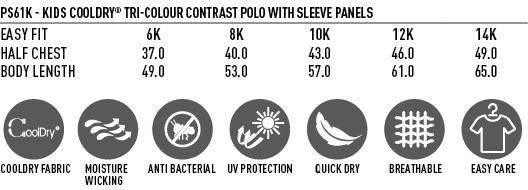 PS61K - KIDS COOLDRY® TRI-COLOUR CONTRAST POLO WITH SLEEVE PANELS
EASY FIT 6K 8K 10K 12K 14K
HALF CHEST 37.0 40.0 43.0 46.0 49.0
BODY LENGTH 49.0 53.0 57.0 61.0 65.0
CoolDry®
COOLDRY FABRIC MOISTURE WICKING ANTI BACTERIAL UV PROTECTION QUICK DRY BREATHABLE EASY CARE